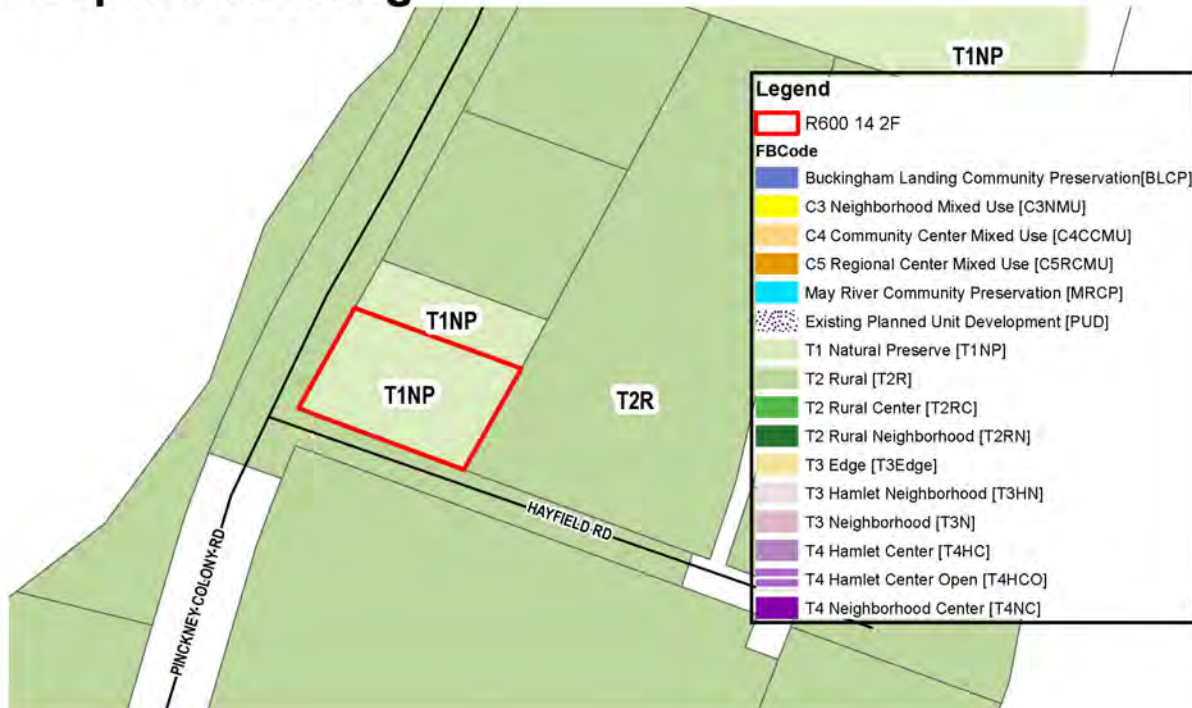 T1NP
Legend
R600 14 2F
FBCode
Buckingham Landing Community Preservation[BLCP]
C3 Neighborhood Mixed Use [C3NMU]
C4 Community Center Mixed Use [C4CCMU]
C5 Regional Center Mixed Use [C5RCMU]
May River Community Preservation [MRCP]
Existing Planned Unit Development [PUD]
T1 Natural Preserve [T1NP]
T2 Rural [T2R]
T2 Rural Center [T2RC]
T2 Rural Neighborhood [T2RN]
T3 Edge [T3Edge]
T3 Hamlet Neighborhood [T3HN]
T3 Neighborhood [T3N]
T4 Hamlet Center [T4HC]
T4 Hamlet Center Open [T4HCO]
T4 Neighborhood Center [T4NC]
T1NP
T1NP
T2R
HAYFIELD RD
PINCKNEY COLONY RD